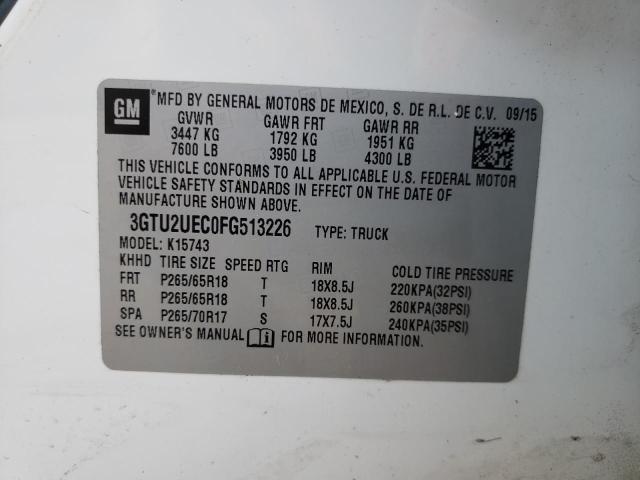 GM ® MFD BY GENERAL MOTORS DE MEXICO, S. DE R.L. DE C.V. 09/15
GVWR GAWR FRT GAWR RR
3447 KG 1792 KG 1951 KG
7600 LB 3950 LB 4300 LB
THIS VEHICLE CONFORMS TO ALL APPLICABLE U.S. FEDERAL MOTOR
VEHICLE SAFETY STANDARDS IN EFFECT ON THE DATE OF
MANUFACTURE SHOWN ABOVE.
3GTU2UEC0FG513226 TYPE: TRUCK
MODEL: K15743
KHHD TIRE SIZE SPEED RTG RIM COLD TIRE PRESSURE
FRT P265/65R18 T 18X8.5J 220KPA(32PSI)
RR P265/65R18 T 18X8.5J 260KPA(38PSI)
SPA P265/70R17 S 17X7.5J 240KPA(35PSI)
SEE OWNER'S MANUAL FOR MORE INFORMATION.